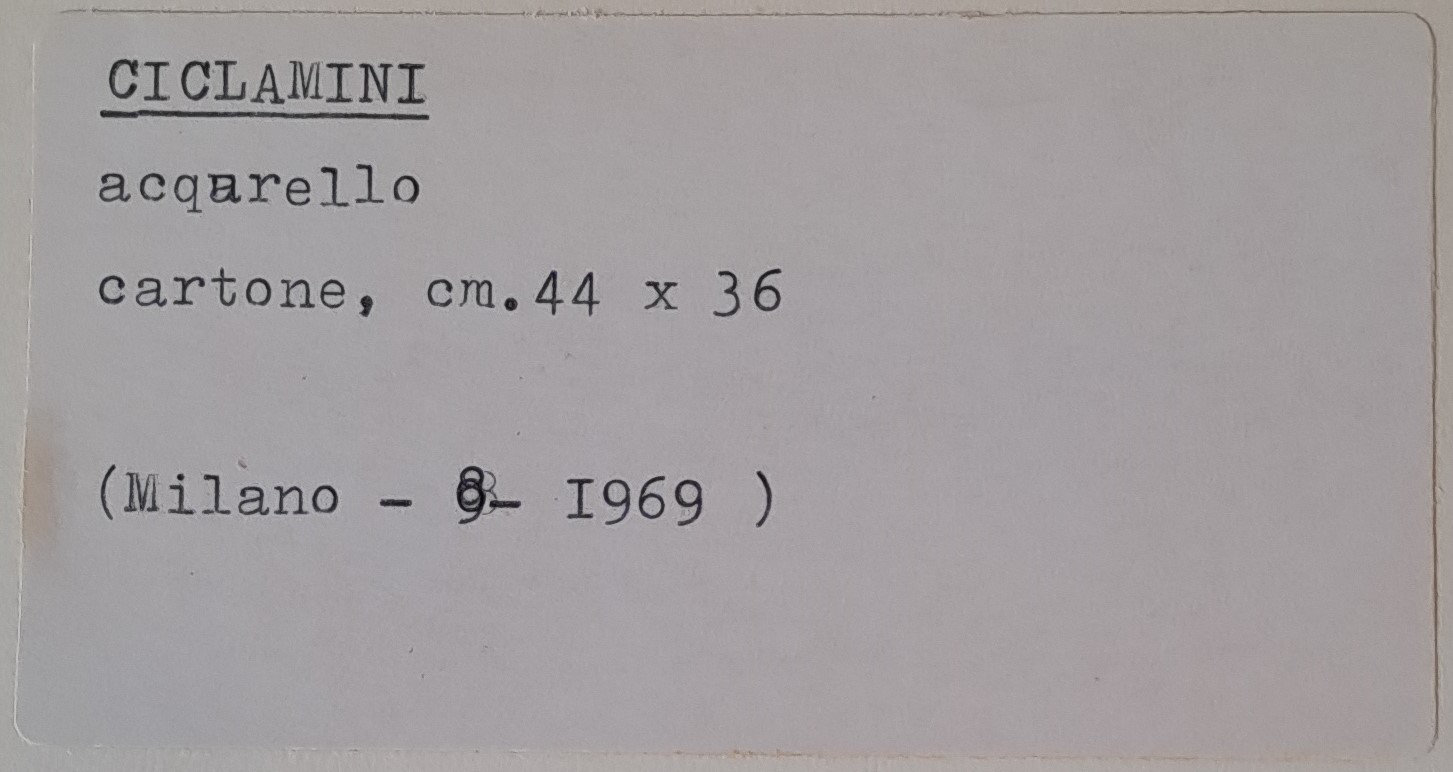 CICLAMINI
acqarello
cartone, cm.44 x 36
(Milano - - I969 )